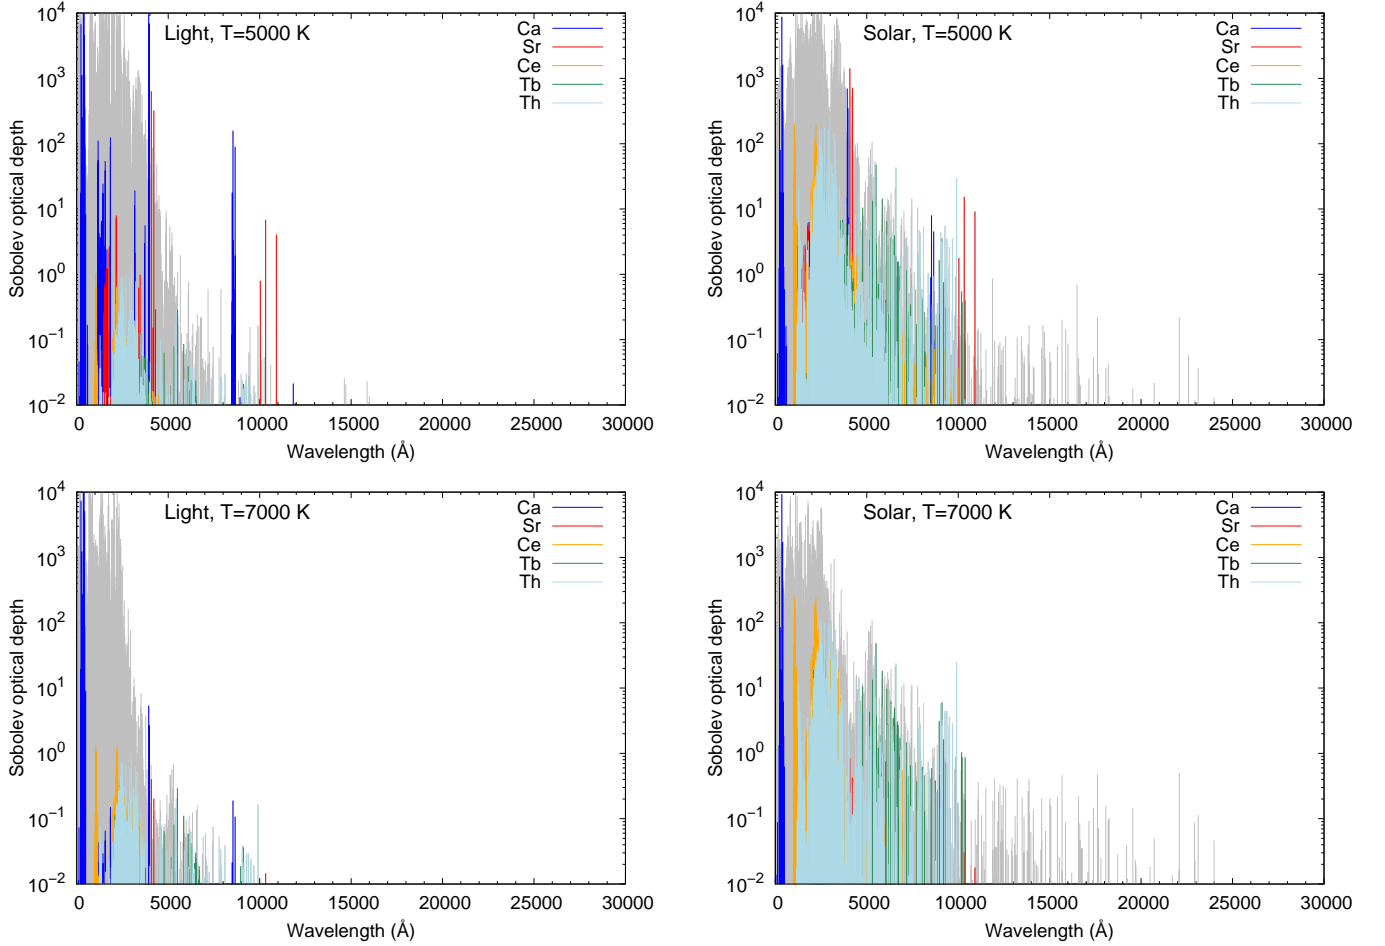 Light, T=5000 K
Ca
Sr
Ce
Tb
Th
Sobolev optical depth
10^4
10^3
10^2
10^1
10^0
10^−1
10^−2
0 5000 10000 15000 20000 25000 30000
Wavelength (Å)
Solar, T=5000 K
Ca
Sr
Ce
Tb
Th
Sobolev optical depth
10^4
10^3
10^2
10^1
10^0
10^−1
10^−2
0 5000 10000 15000 20000 25000 30000
Wavelength (Å)
Light, T=7000 K
Ca
Sr
Ce
Tb
Th
Sobolev optical depth
10^4
10^3
10^2
10^1
10^0
10^−1
10^−2
0 5000 10000 15000 20000 25000 30000
Wavelength (Å)
Solar, T=7000 K
Ca
Sr
Ce
Tb
Th
Sobolev optical depth
10^4
10^3
10^2
10^1
10^0
10^−1
10^−2
0 5000 10000 15000 20000 25000 30000
Wavelength (Å)